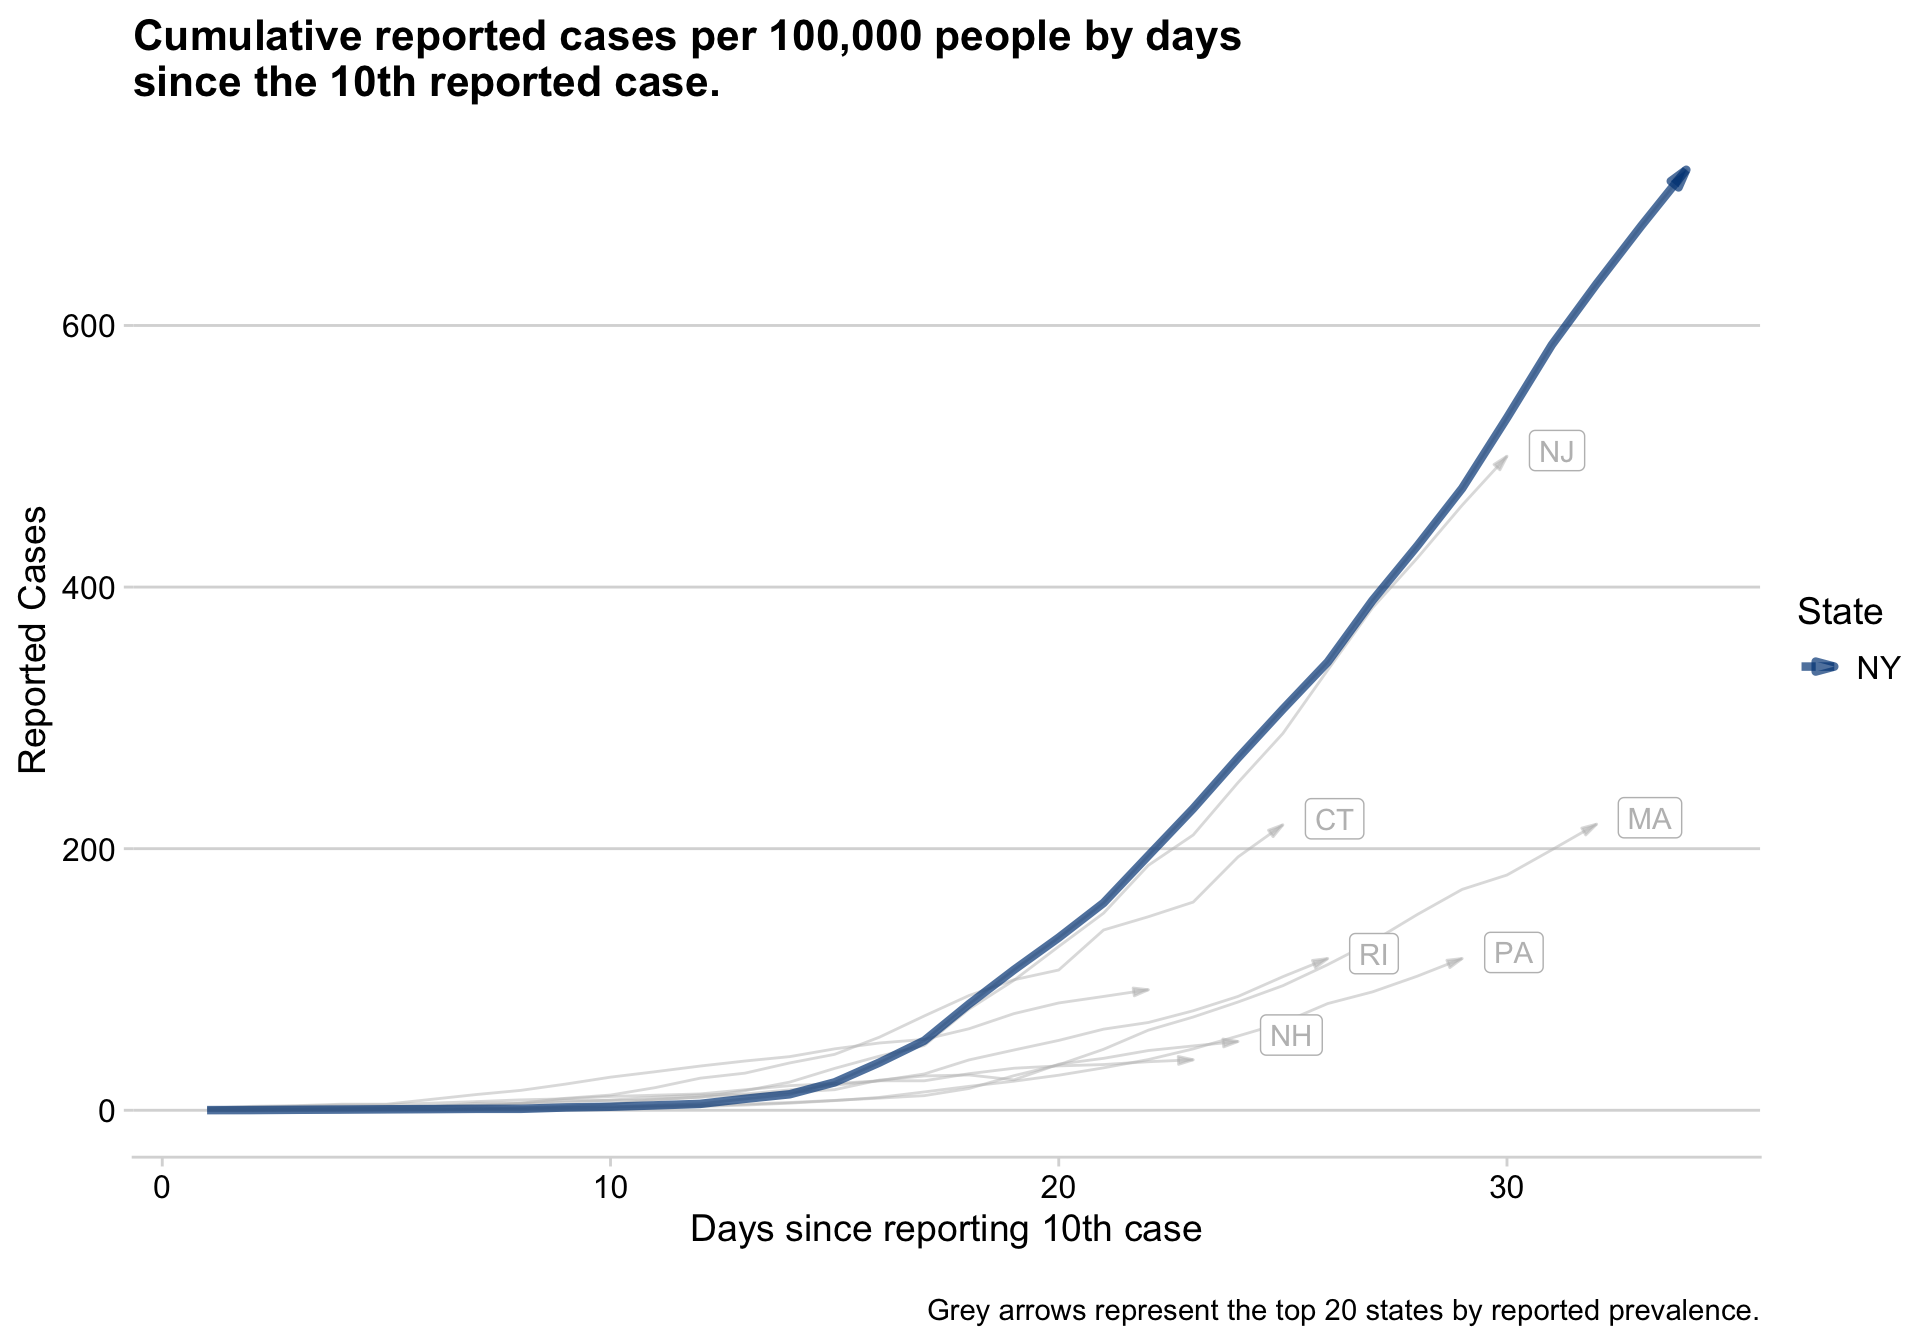 Cumulative reported cases per 100,000 people by days
since the 10th reported case.
Reported Cases
600
400
200
0
0
10
20
30
Days since reporting 10th case
NJ
CT
MA
RI
PA
NH
State
NY
Grey arrows represent the top 20 states by reported prevalence.